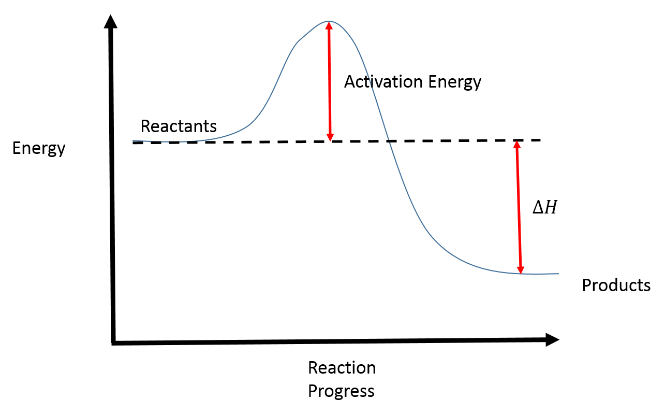 Activation Energy
Reactants
Energy
ΔH
Products
Reaction
Progress